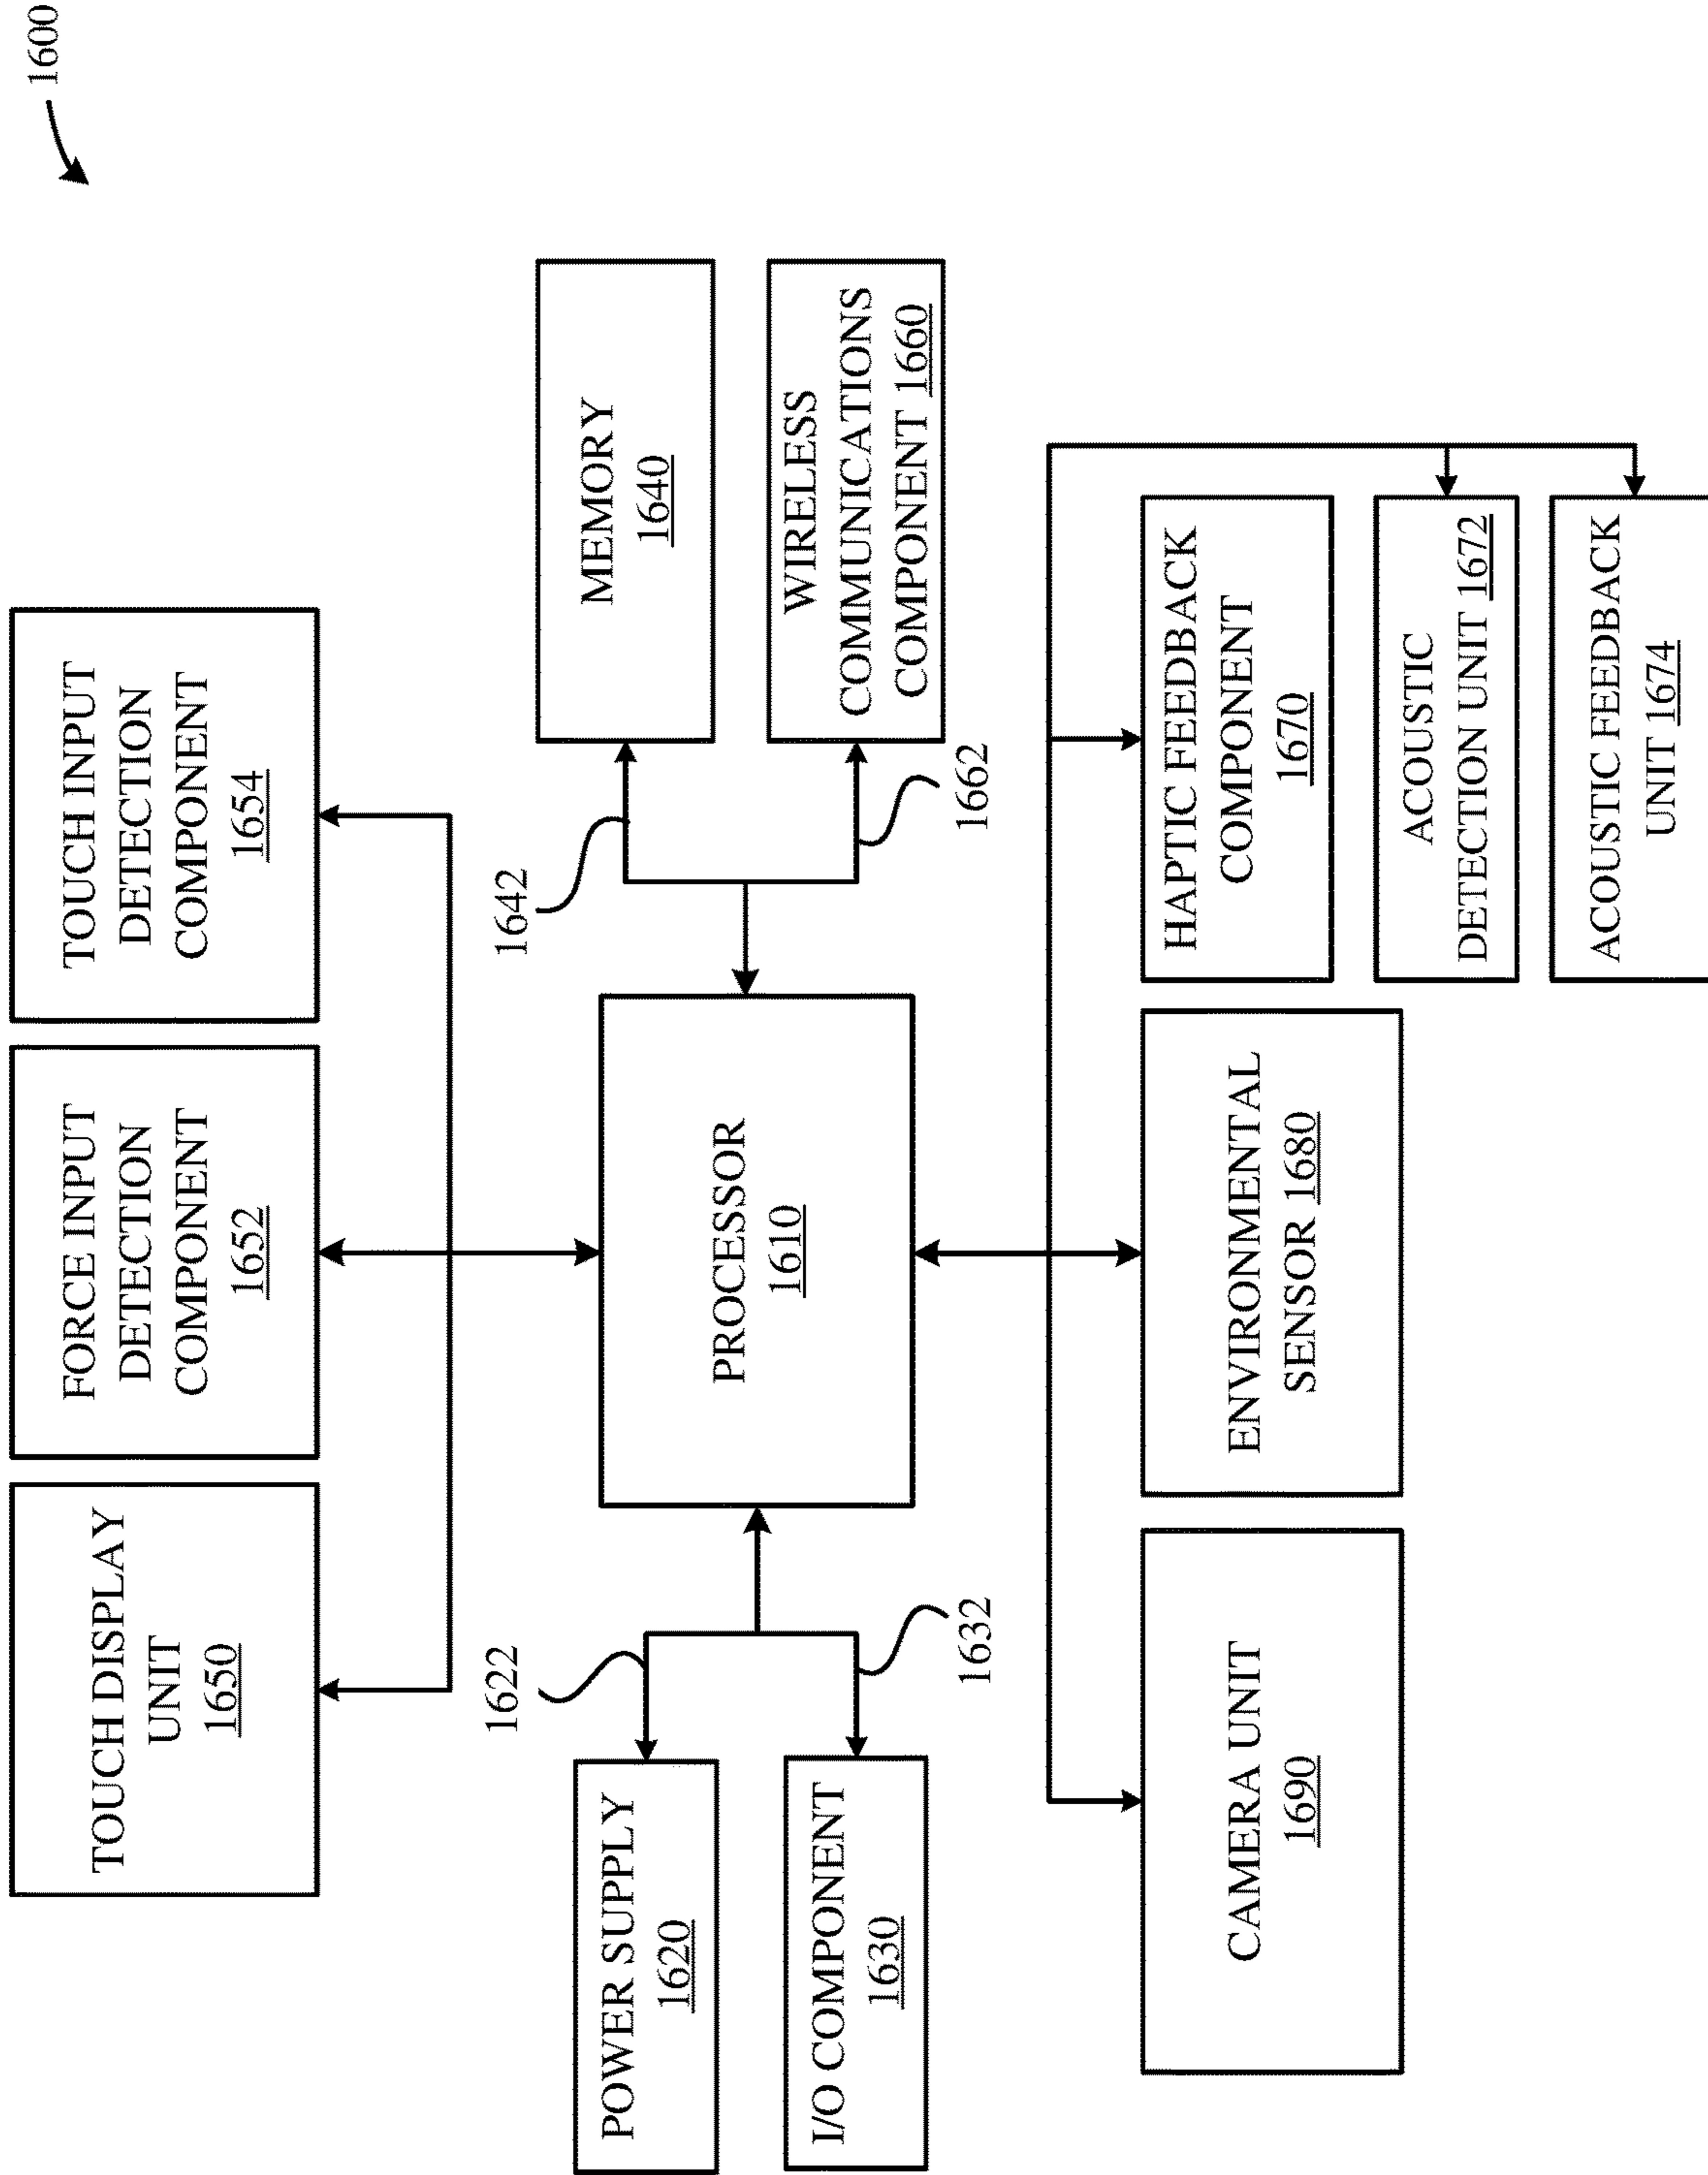 1600
TOUCH DISPLAY
UNIT
1650
FORCE INPUT
DETECTION
COMPONENT
1652
TOUCH INPUT
DETECTION
COMPONENT
1654
POWER SUPPLY
1620
1622
I/O COMPONENT
1630
1632
PROCESSOR
1610
1642
MEMORY
1640
1662
WIRELESS
COMMUNICATIONS
COMPONENT 1660
CAMERA UNIT
1690
ENVIRONMENTAL
SENSOR 1680
HAPTIC FEEDBACK
COMPONENT
1670
ACOUSTIC
DETECTION UNIT 1672
ACOUSTIC FEEDBACK
UNIT 1674